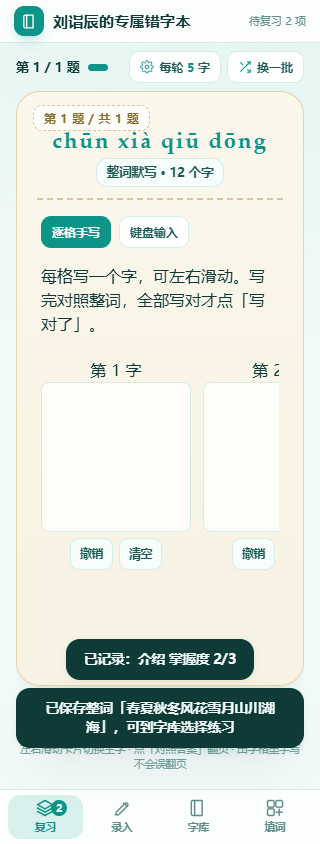 刘诣辰的专属错字本
待复习 2 项
第 1 / 1 题
每轮 5 字
换一批
第 1 题 / 共 1 题
chūn xià qiū dōng
整词默写 • 12 个字
逐格手写
键盘输入
每格写一个字，可左右滑动。写
完对照整词，全部写对才点「写
对了」。
第 1 字
第 2
撤销
清空
撤销
已记录：介绍 掌握度 2/3
已保存整词「春夏秋冬风花雪月山川湖
海」，可到字库选择练习
不会误翻页
2
复习
录入
字库
填词